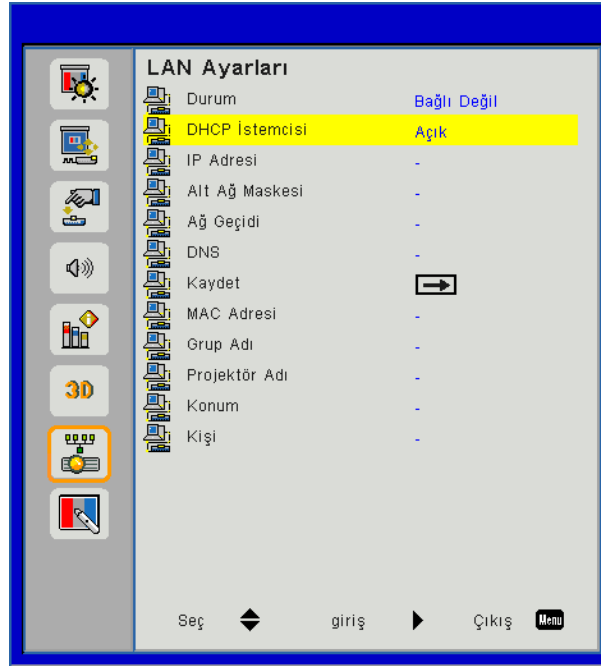 LAN Ayarları
Durum Bağlı Değil
DHCP İstemcisi Açık
IP Adresi -
Alt Ağ Maskesi -
Ağ Geçidi -
DNS -
Kaydet
MAC Adresi -
Grup Adı -
Projektör Adı -
Konum -
Kişi -
3D
Seç giriş Çıkış Menu